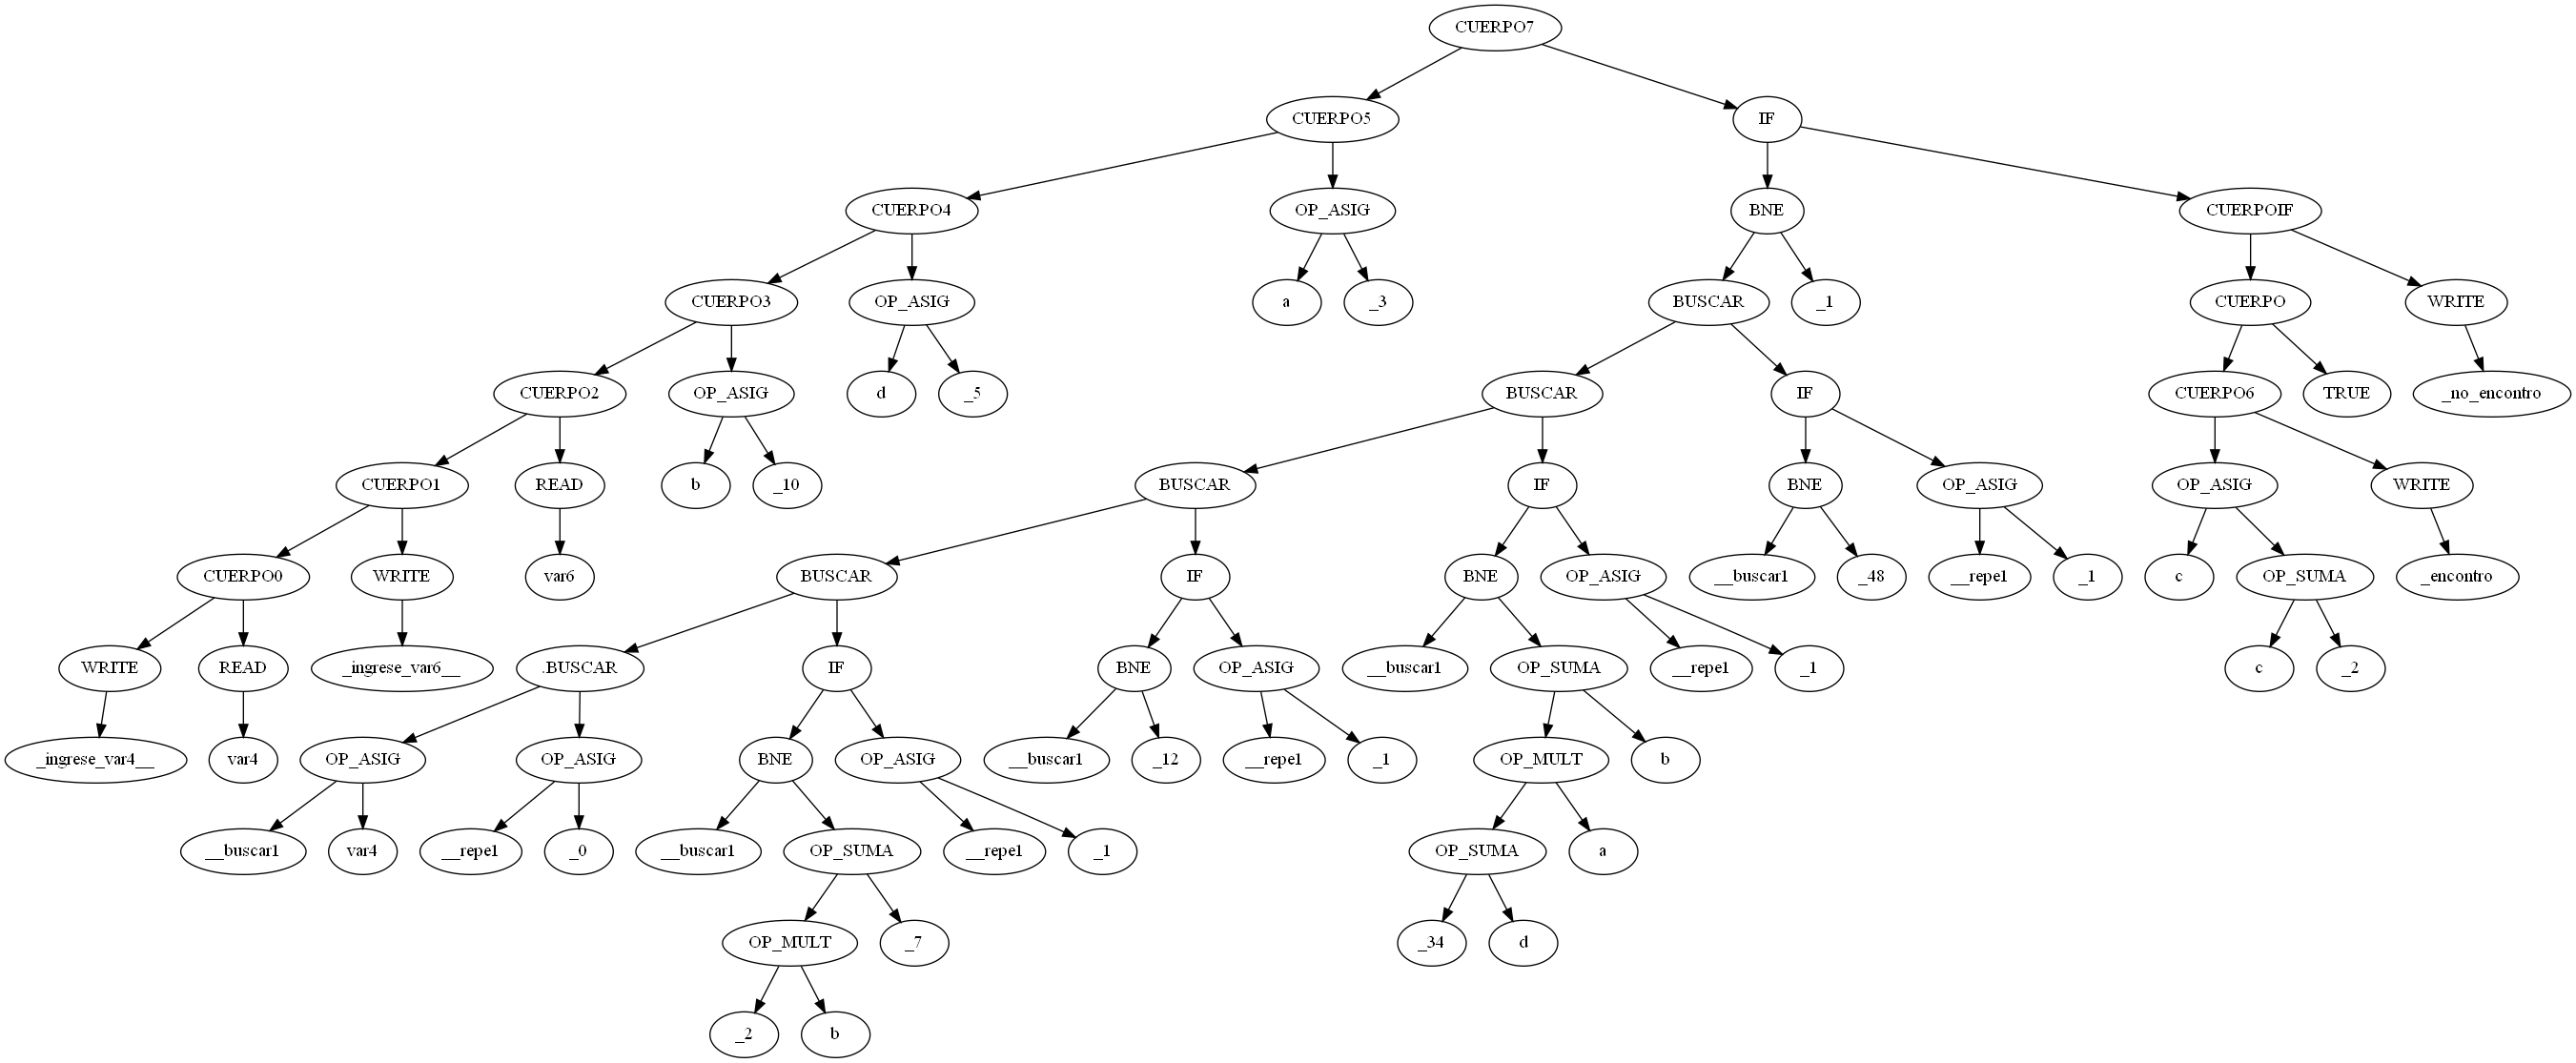 CUERPO7
CUERPO5 IF
CUERPO4 OP_ASIG BNE CUERPOIF
CUERPO3 OP_ASIG a _3 BUSCAR _1 CUERPO WRITE
CUERPO2 OP_ASIG d _5 BUSCAR IF CUERPO6 TRUE _no_encontro
CUERPO1 READ b _10 BUSCAR IF BNE OP_ASIG OP_ASIG WRITE
CUERPO0 WRITE var6 BUSCAR IF BNE OP_ASIG __buscar1 _48 __repe1 _1 c OP_SUMA _encontro
WRITE READ _ingrese_var6__ .BUSCAR IF BNE OP_ASIG __buscar1 OP_SUMA __repe1 _1 c _2
_ingrese_var4__ var4 OP_ASIG OP_ASIG BNE OP_ASIG __buscar1 _12 __repe1 _1 OP_MULT b
__buscar1 var4 __repe1 _0 __buscar1 OP_SUMA __repe1 _1 OP_SUMA a
OP_MULT _7 _34 d
_2 b